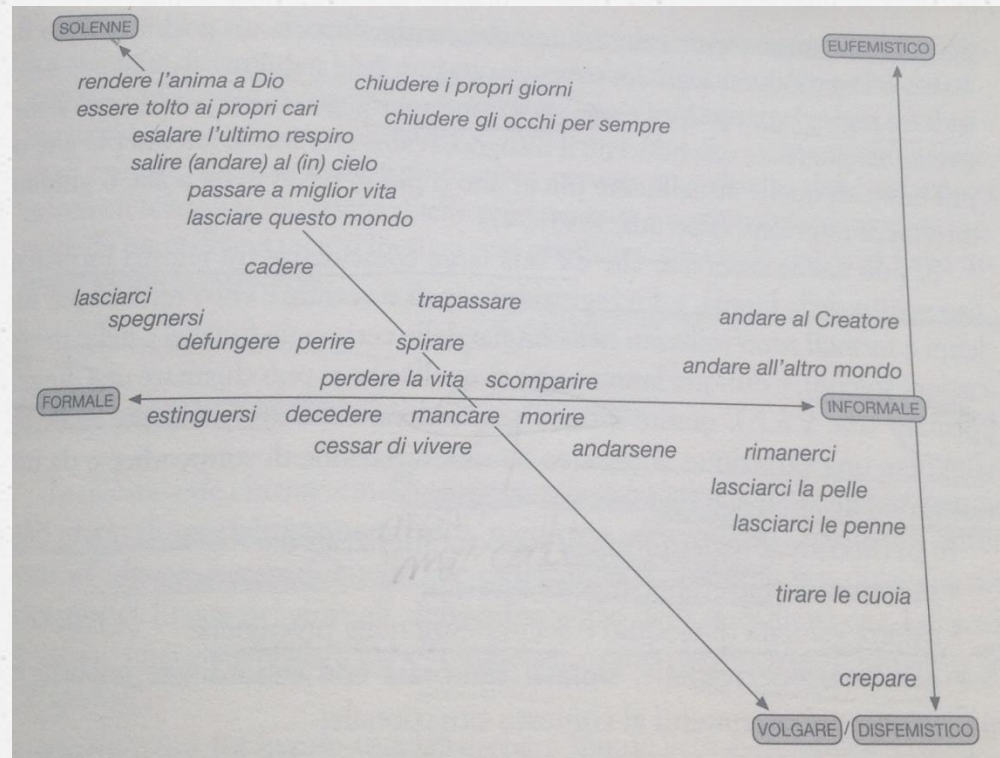 SOLENNE
EUFEMISTICO
rendere l'anima a Dio
chiudere i propri giorni
essere tolto ai propri cari
chiudere gli occhi per sempre
esalare l'ultimo respiro
salire (andare) al (in) cielo
passare a miglior vita
lasciare questo mondo
cadere
lasciarci
trapassare
spegnersi
andare al Creatore
defungere perire spirare
andare all'altro mondo
perdere la vita scomparire
FORMALE
INFORMALE
estinguersi decedere mancare morire
cessar di vivere
andarsene
rimanerci
lasciarci la pelle
lasciarci le penne
tirare le cuoia
crepare
VOLGARE / DISFEMISTICO